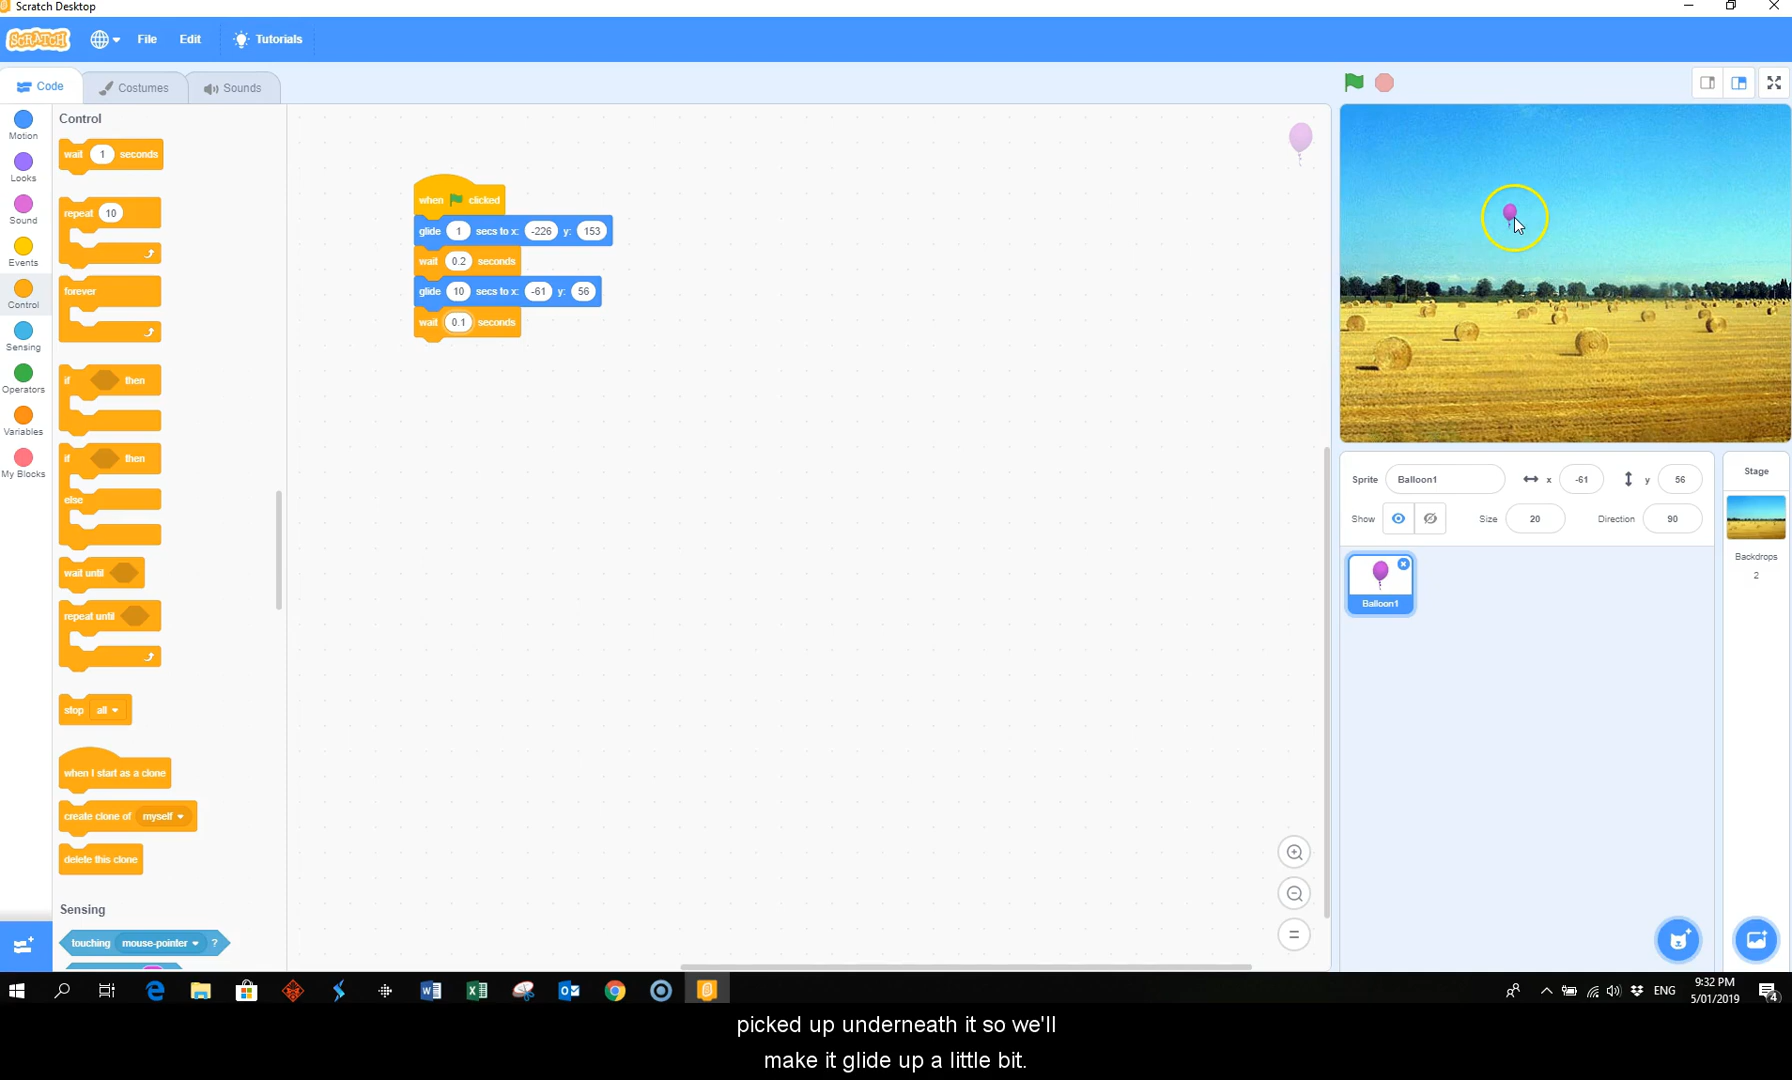 Scratch Desktop
SCRATCH File Edit Tutorials
Code Costumes Sounds
Motion
Looks
Sound
Events
Control
Sensing
Operators
Variables
My Blocks
Control
wait 1 seconds
repeat 10
forever
if then
if then
else
wait until
repeat until
stop all
when I start as a clone
create clone of myself
delete this clone
Sensing
touching mouse-pointer ?
when clicked
glide 1 secs to x: -226 y: 153
wait 0.2 seconds
glide 10 secs to x: -61 y: 56
wait 0.1 seconds
Sprite Balloon1 x -61 y 56
Show Size 20 Direction 90
Balloon1
Stage
Backdrops
2
ENG
9:32 PM
5/01/2019
4
picked up underneath it so we'll
make it glide up a little bit.